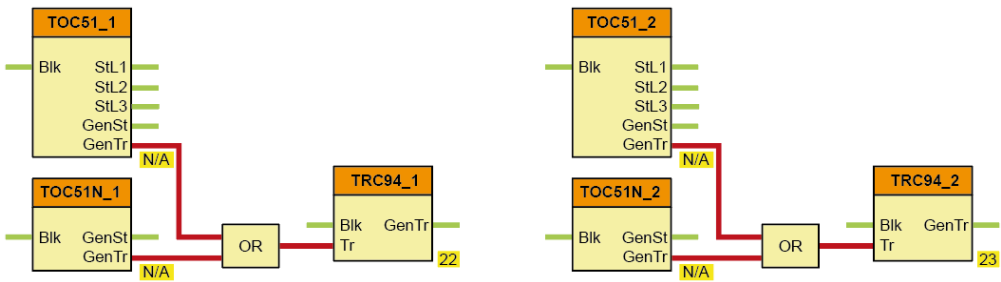 TOC51_1
Blk StL1
StL2
StL3
GenSt
GenTr
N/A
TOC51N_1
Blk GenSt
GenTr
N/A
OR
TRC94_1
Blk GenTr
Tr
22
TOC51_2
Blk StL1
StL2
StL3
GenSt
GenTr
N/A
TOC51N_2
Blk GenSt
GenTr
N/A
OR
TRC94_2
Blk GenTr
Tr
23